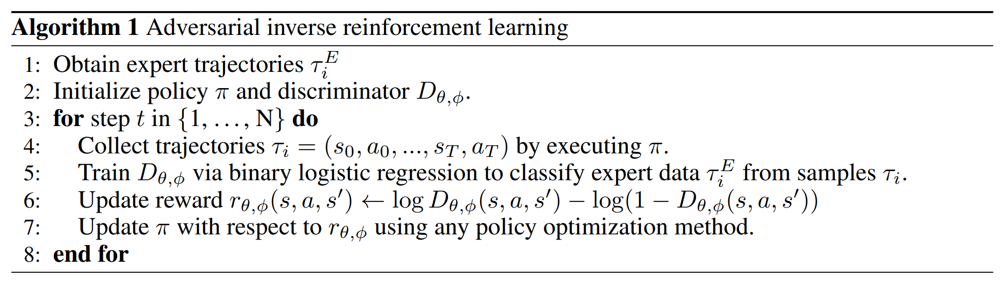 Algorithm 1 Adversarial inverse reinforcement learning
1: Obtain expert trajectories $\tau_i^E$
2: Initialize policy $\pi$ and discriminator $D_{\theta,\phi}$.
3: for step $t$ in {1, …, N} do
4: Collect trajectories $\tau_i = (s_0, a_0, ..., s_T, a_T)$ by executing $\pi$.
5: Train $D_{\theta,\phi}$ via binary logistic regression to classify expert data $\tau_i^E$ from samples $\tau_i$.
6: Update reward $r_{\theta,\phi}(s, a, s') \leftarrow \log D_{\theta,\phi}(s, a, s') - \log(1 - D_{\theta,\phi}(s, a, s'))$
7: Update $\pi$ with respect to $r_{\theta,\phi}$ using any policy optimization method.
8: end for